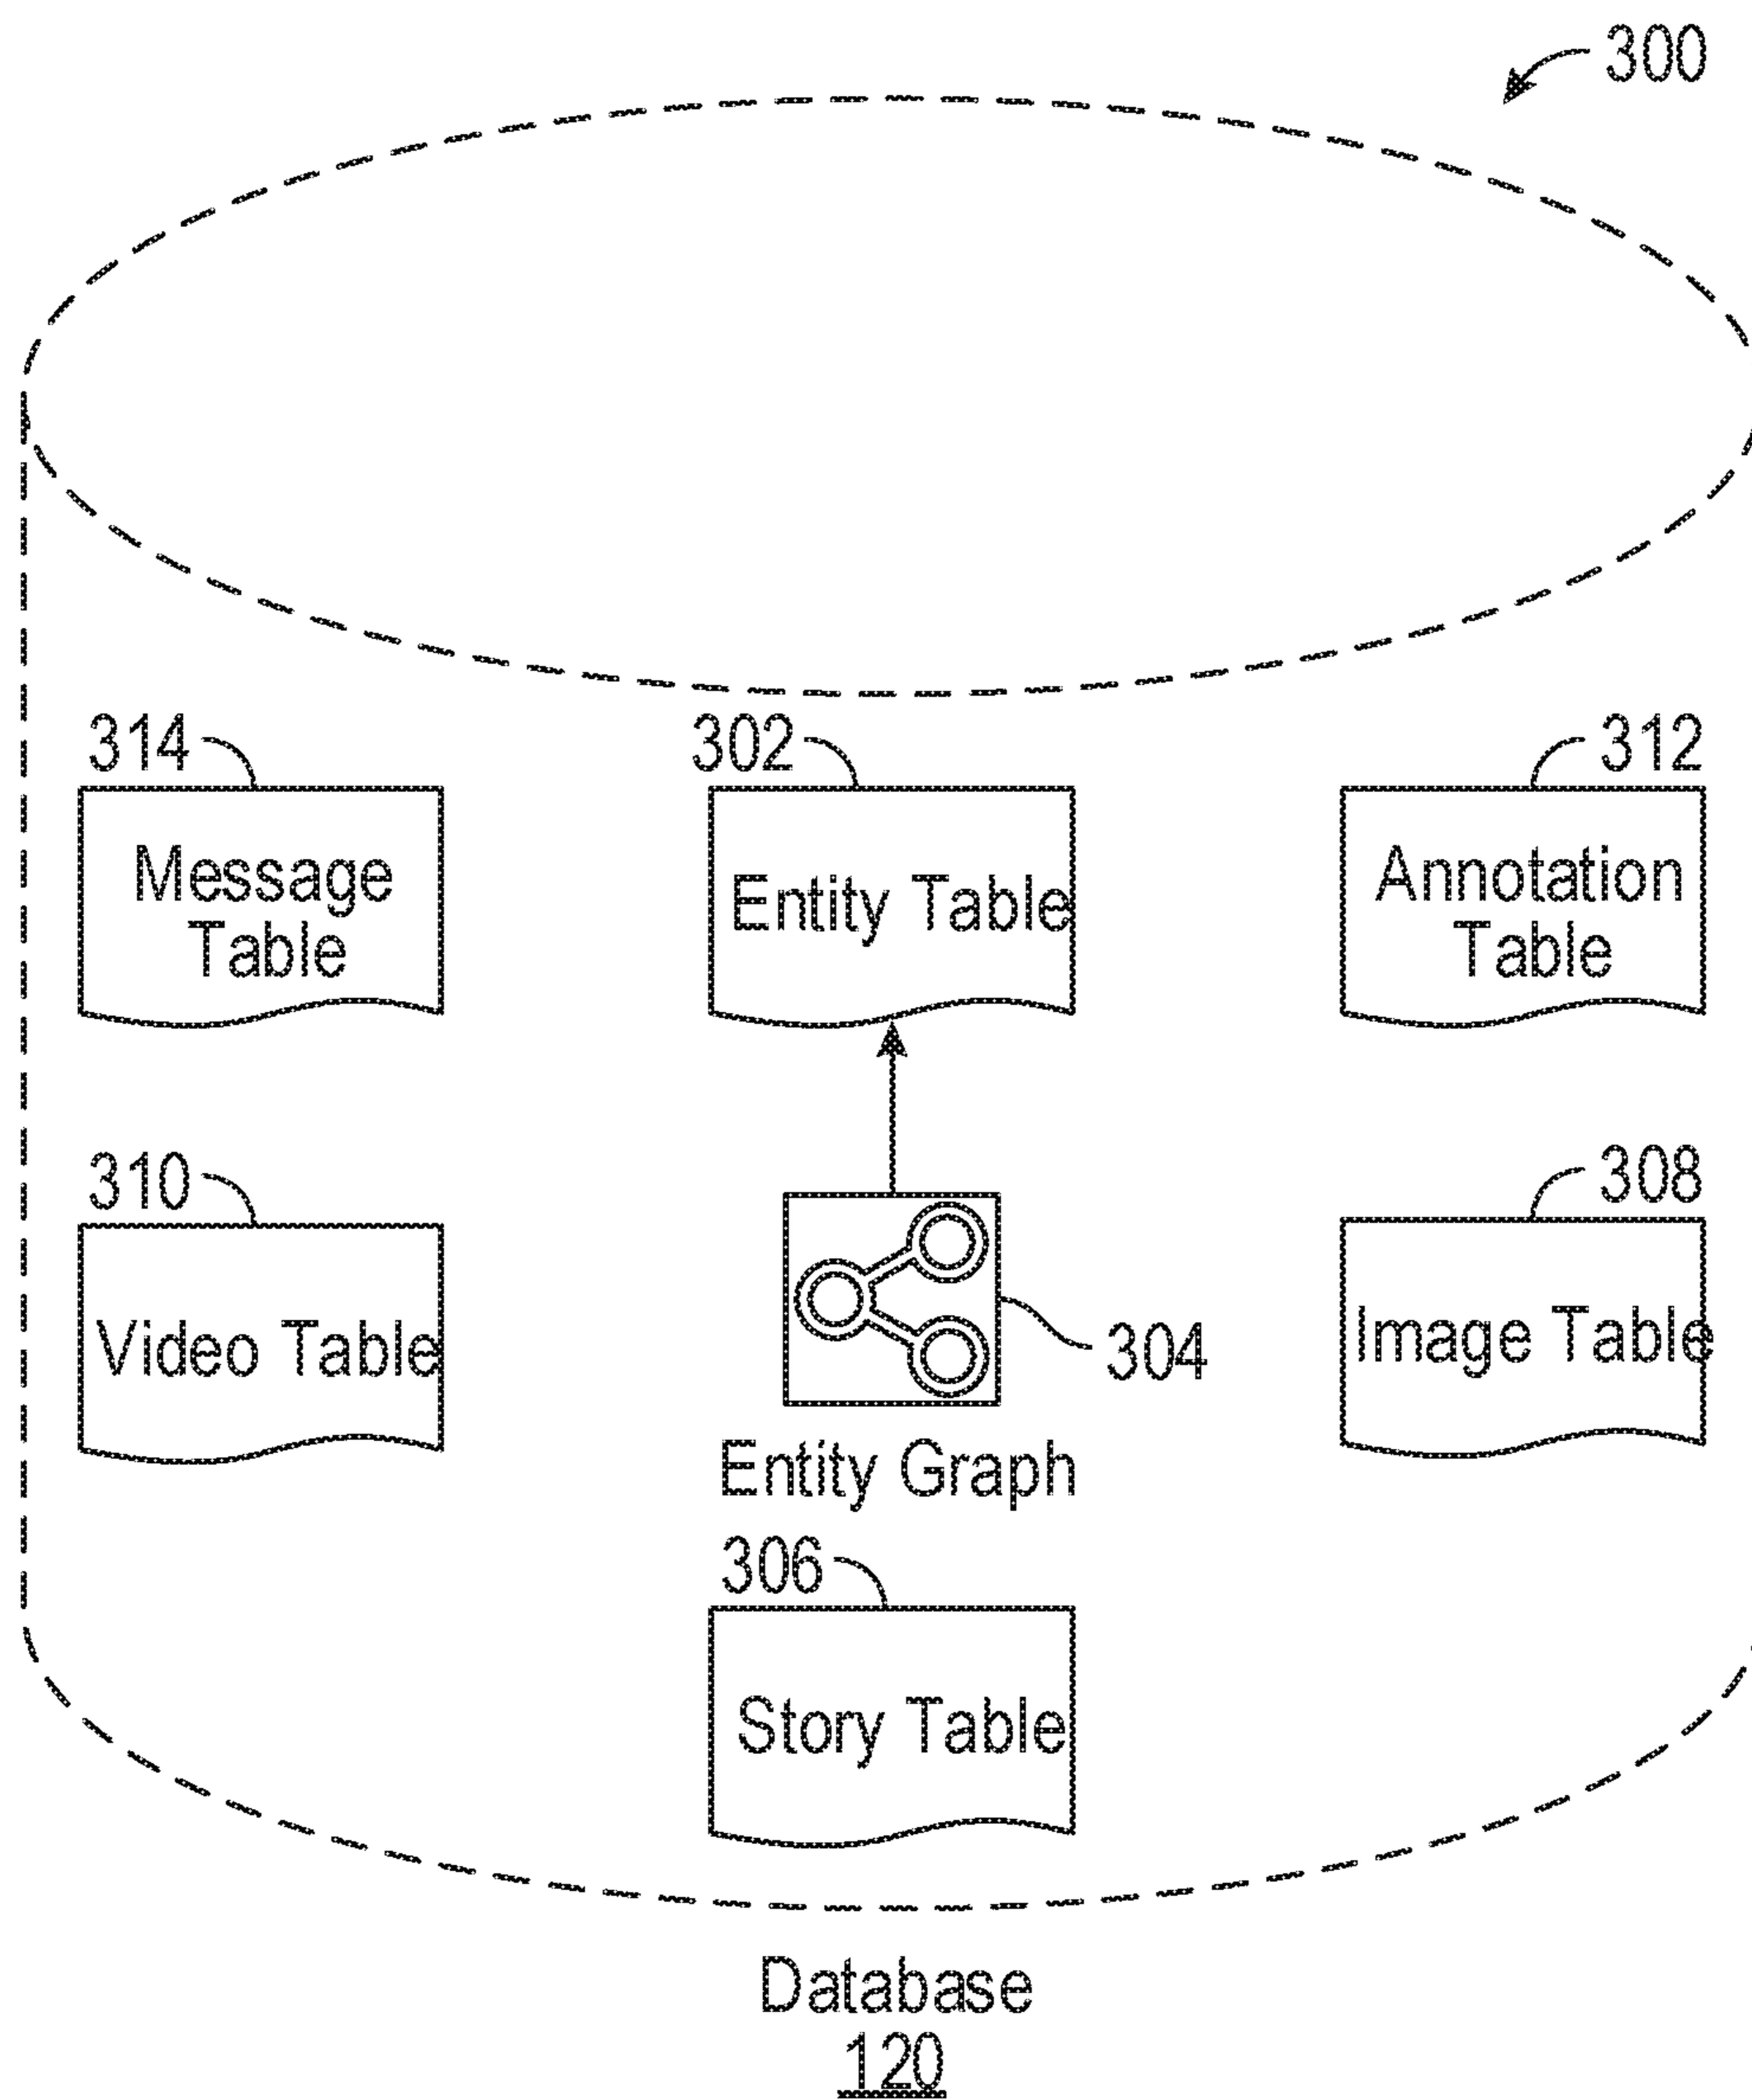 300
314
302
312
Message
Table
Entity Table
Annotation
Table
310
308
Video Table
304
Image Table
Entity Graph
306
Story Table
Database
120